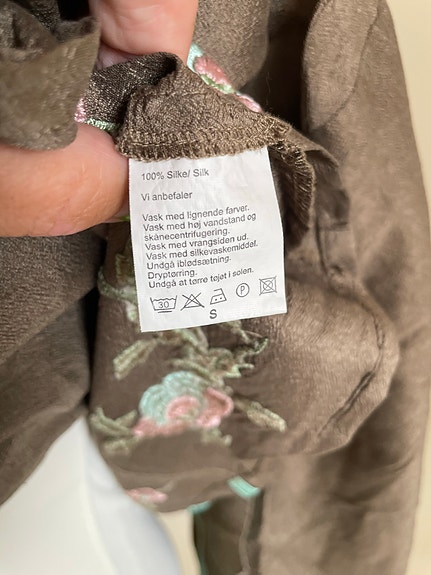 100% Silke/ Silk
Vi anbefaler
Vask med lignende farver.
Vask med høj vandstand og
skånecentrifugering.
Vask med vrangsiden ud.
Vask med silkevaskemiddel.
Undgå iblødsætning.
Dryptørring.
Undgå at tørre tøjet i solen.
30 P
S